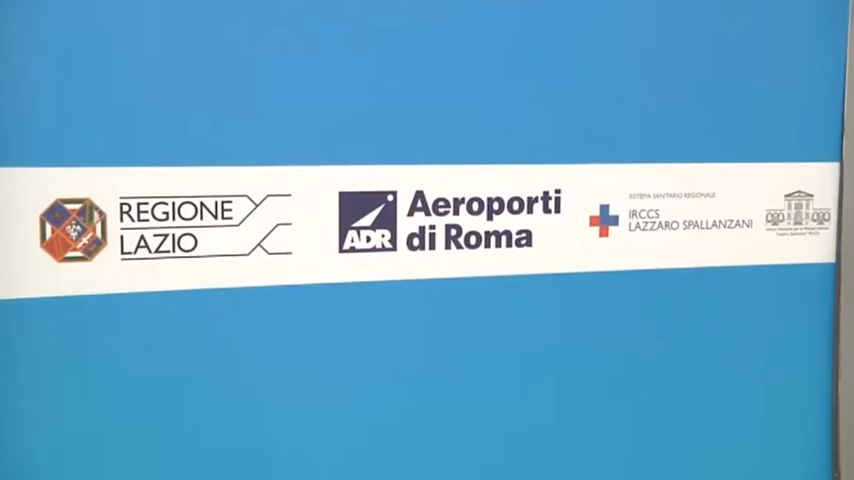 REGIONE
LAZIO
ADR
Aeroporti
di Roma
SISTEMA SANITARIO REGIONALE
IRCCS
LAZZARO SPALLANZANI